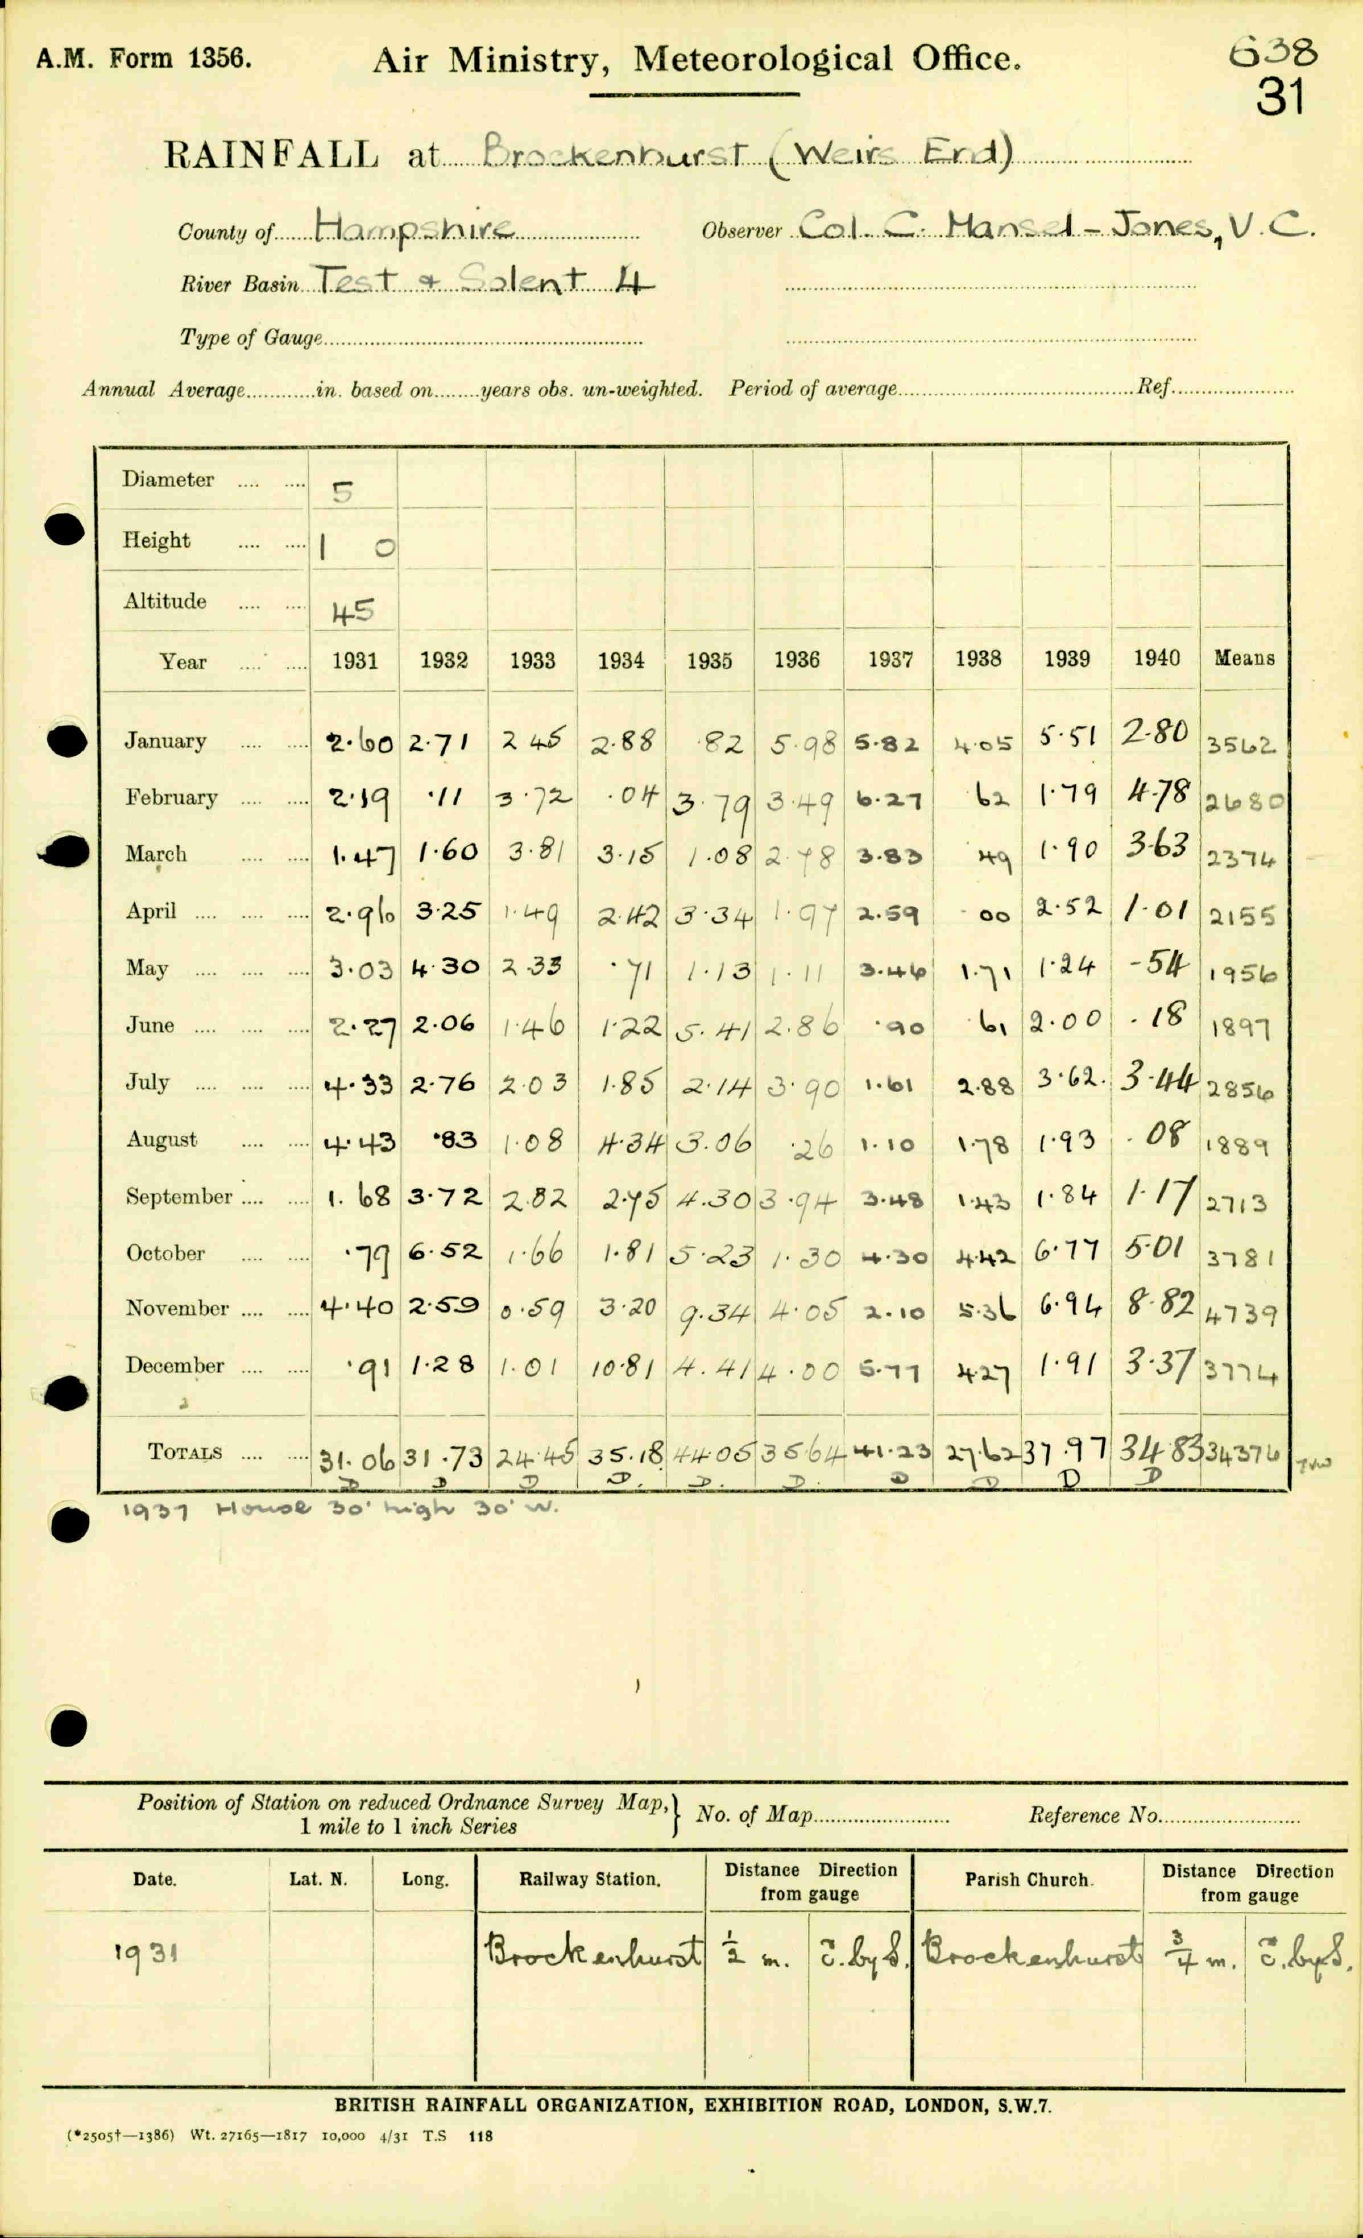 A.M. Form 1356.
Air Ministry, Meteorological Office.
638
31
RAINFALL at Brockenhurst (Weirs End)
County of Hampshire Observer Col. C. Mansel-Jones, V.C.
River Basin Test & Solent 4
Type of Gauge
Annual Average in. based on years obs. un-weighted. Period of average Ref.
Diameter 5
Height 1 0
Altitude 45
Year 1931 1932 1933 1934 1935 1936 1937 1938 1939 1940 Means
January 2.60 2.71 2 45 2.88 .82 5.98 5.82 4.05 5.51 2.80 3562
February 2.19 .11 3.72 .04 3.79 3.49 6.27 62 1.79 4.78 2680
March 1.47 1.60 3.81 3.15 1.08 2.78 3.83 49 1.90 3.63 2374
April 2.96 3.25 1.49 2.42 3.34 1.97 2.59 00 2.52 1.01 2155
May 3.03 4.30 2.33 .71 1.13 1.11 3.46 1.71 1.24 -54 1956
June 2.27 2.06 1.46 1.22 5.41 2.86 .90 .61 2.00 .18 1897
July 4.33 2.76 2.03 1.85 2.14 3.90 1.61 2.88 3.62. 3.44 2856
August 4.43 .83 1.08 4.34 3.06 .26 1.10 1.78 1.93 .08 1889
September 1.68 3.72 2.82 2.75 4.30 3.94 3.48 1.43 1.84 1.17 2713
October .79 6.52 1.66 1.81 5.23 1.30 4.30 4.42 6.77 5.01 3781
November 4.40 2.59 0.59 3.20 9.34 4.05 2.10 5.36 6.94 8.82 4739
December .91 1.28 1.01 10.81 4.41 4.00 5.77 4.27 1.91 3.37 3774
TOTALS 31.06 31.73 24.45 35.18 44.05 35.64 41.23 27.62 37.97 34.83 34376
D D D D. D. D. D D D D
1937 House 30' high 30' W.
Position of Station on reduced Ordnance Survey Map,} No. of Map Reference No.
1 mile to 1 inch Series
Date. Lat. N. Long. Railway Station. Distance Direction from gauge Parish Church. Distance Direction from gauge
1931 Brockenhurst ½ m. E. by S. Brockenhurst ¾ m. E. by S.
BRITISH RAINFALL ORGANIZATION, EXHIBITION ROAD, LONDON, S.W.7.
(*2505†—1386) Wt. 27165—1817 10,000 4/31 T.S 118